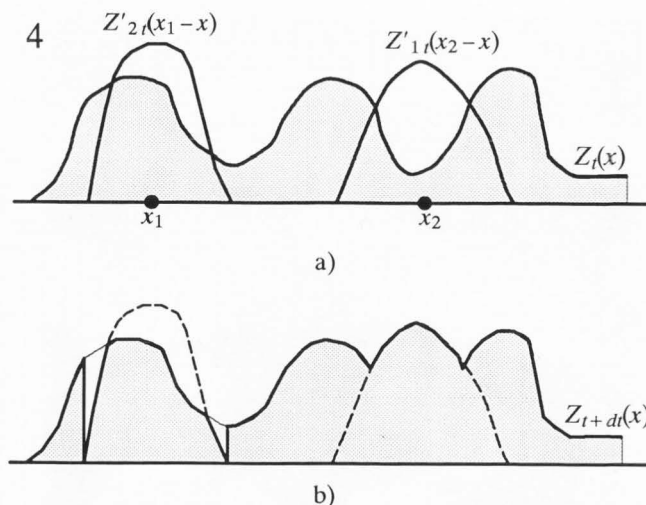 4
Z'₂ₜ(x₁−x)
Z'₁ₜ(x₂−x)
Zₜ(x)
x₁
x₂
a)
Zₜ₊dₜ(x)
b)